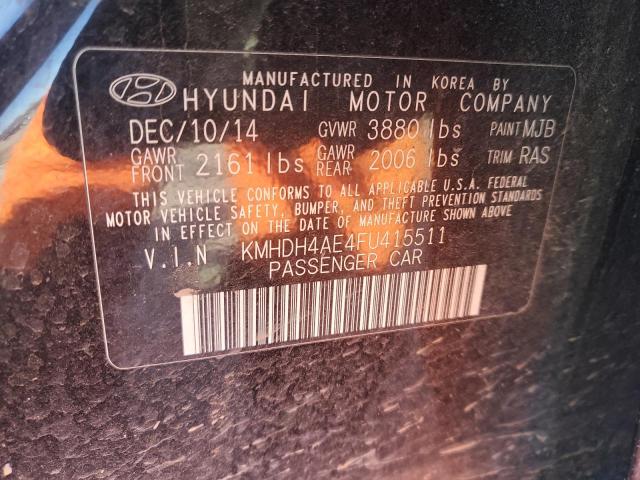 MANUFACTURED IN KOREA BY
HYUNDAI MOTOR COMPANY
DEC/10/14 GVWR 3880 lbs PAINT MJB
GAWR FRONT 2161 lbs GAWR REAR 2006 lbs TRIM RAS
THIS VEHICLE CONFORMS TO ALL APPLICABLE U.S.A. FEDERAL
MOTOR VEHICLE SAFETY, BUMPER, AND THEFT PREVENTION STANDARDS
IN EFFECT ON THE DATE OF MANUFACTURE SHOWN ABOVE
V.I.N KMHDH4AE4FU415511
PASSENGER CAR